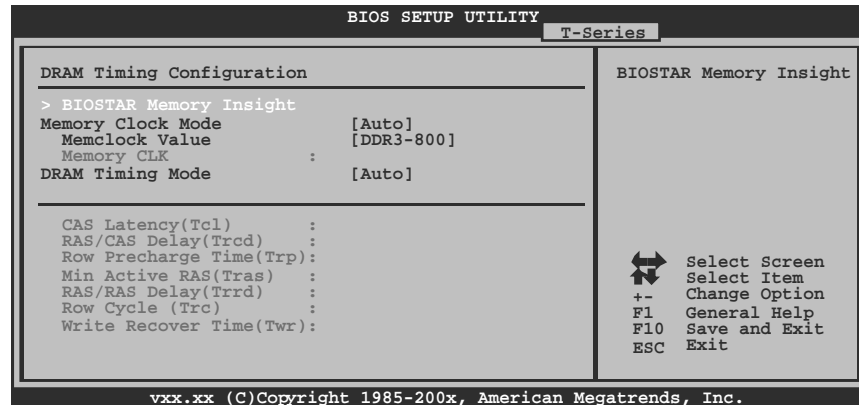 BIOS SETUP UTILITY
T-Series
DRAM Timing Configuration
> BIOSTAR Memory Insight
Memory Clock Mode [Auto]
Memclock Value [DDR3-800]
Memory CLK :
DRAM Timing Mode [Auto]
CAS Latency(Tcl) :
RAS/CAS Delay(Trcd) :
Row Precharge Time(Trp):
Min Active RAS(Tras) :
RAS/RAS Delay(Trrd) :
Row Cycle (Trc) :
Write Recover Time(Twr):
BIOSTAR Memory Insight
Select Screen
Select Item
+- Change Option
F1 General Help
F10 Save and Exit
ESC Exit
vxx.xx (C)Copyright 1985-200x, American Megatrends, Inc.